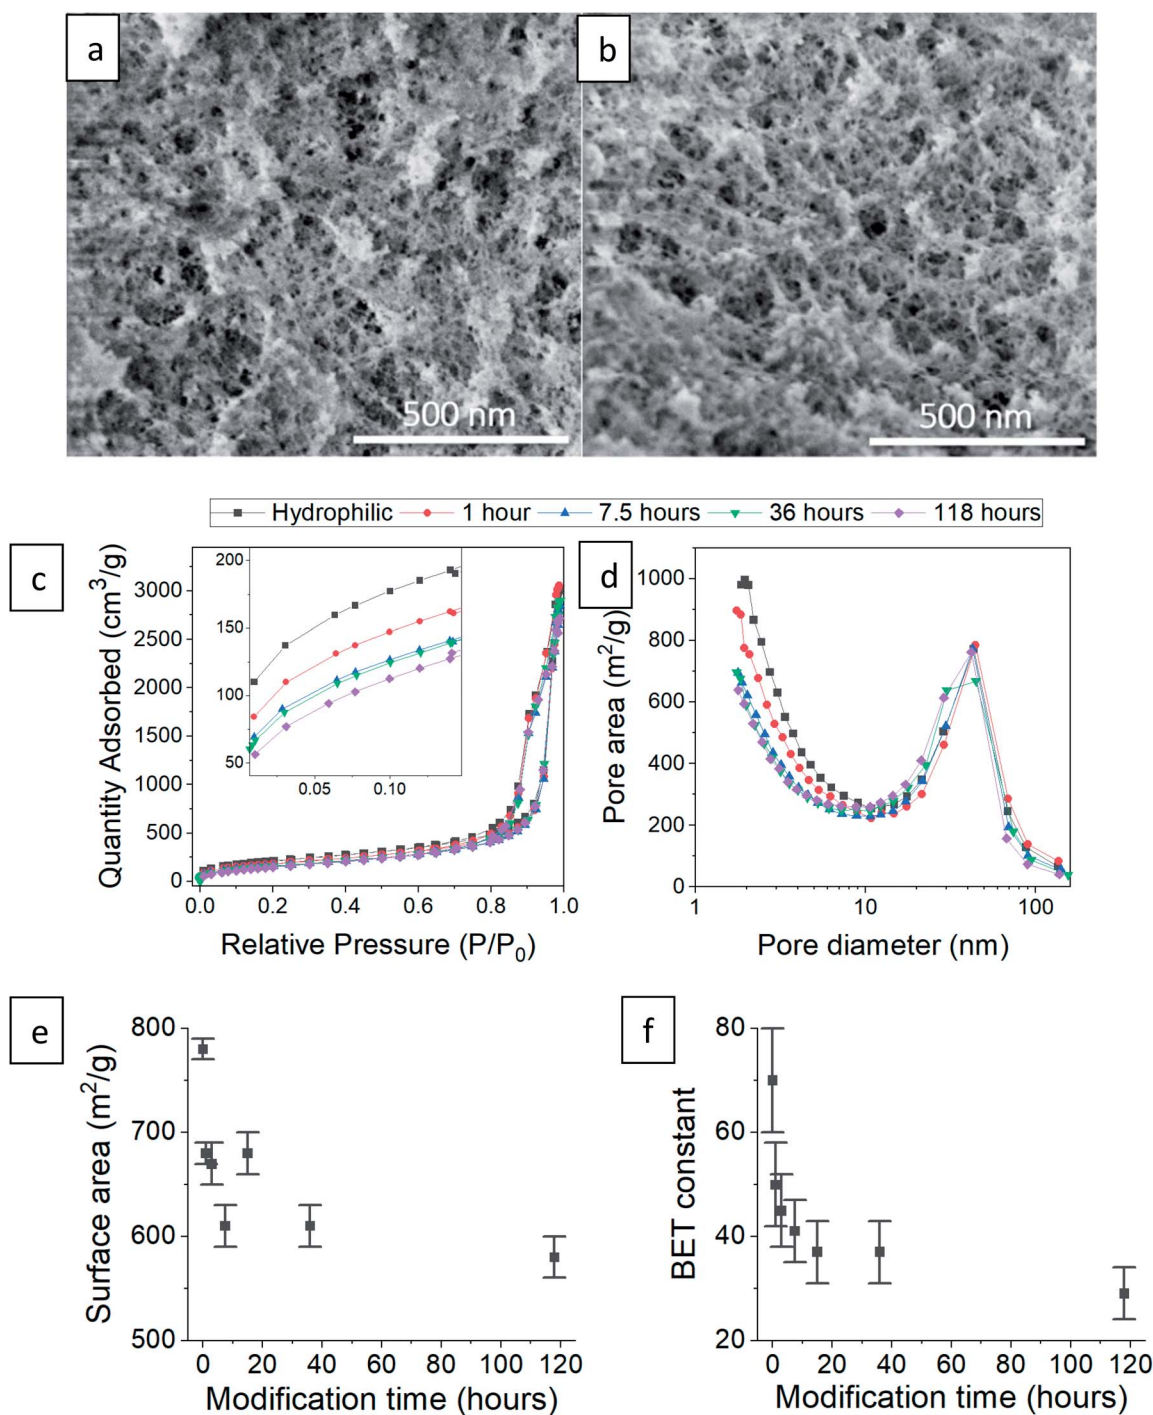 a
b
500 nm
500 nm
Hydrophilic 1 hour 7.5 hours 36 hours 118 hours
c
Quantity Adsorbed (cm³/g)
3000
2500
2000
1500
1000
500
0
200
150
100
50
0.05 0.10
0.0 0.2 0.4 0.6 0.8 1.0
Relative Pressure (P/P₀)
d
Pore area (m²/g)
1000
800
600
400
200
0
1 10 100
Pore diameter (nm)
e
Surface area (m²/g)
800
700
600
500
0 20 40 60 80 100 120
Modification time (hours)
f
BET constant
80
60
40
20
0 20 40 60 80 100 120
Modification time (hours)